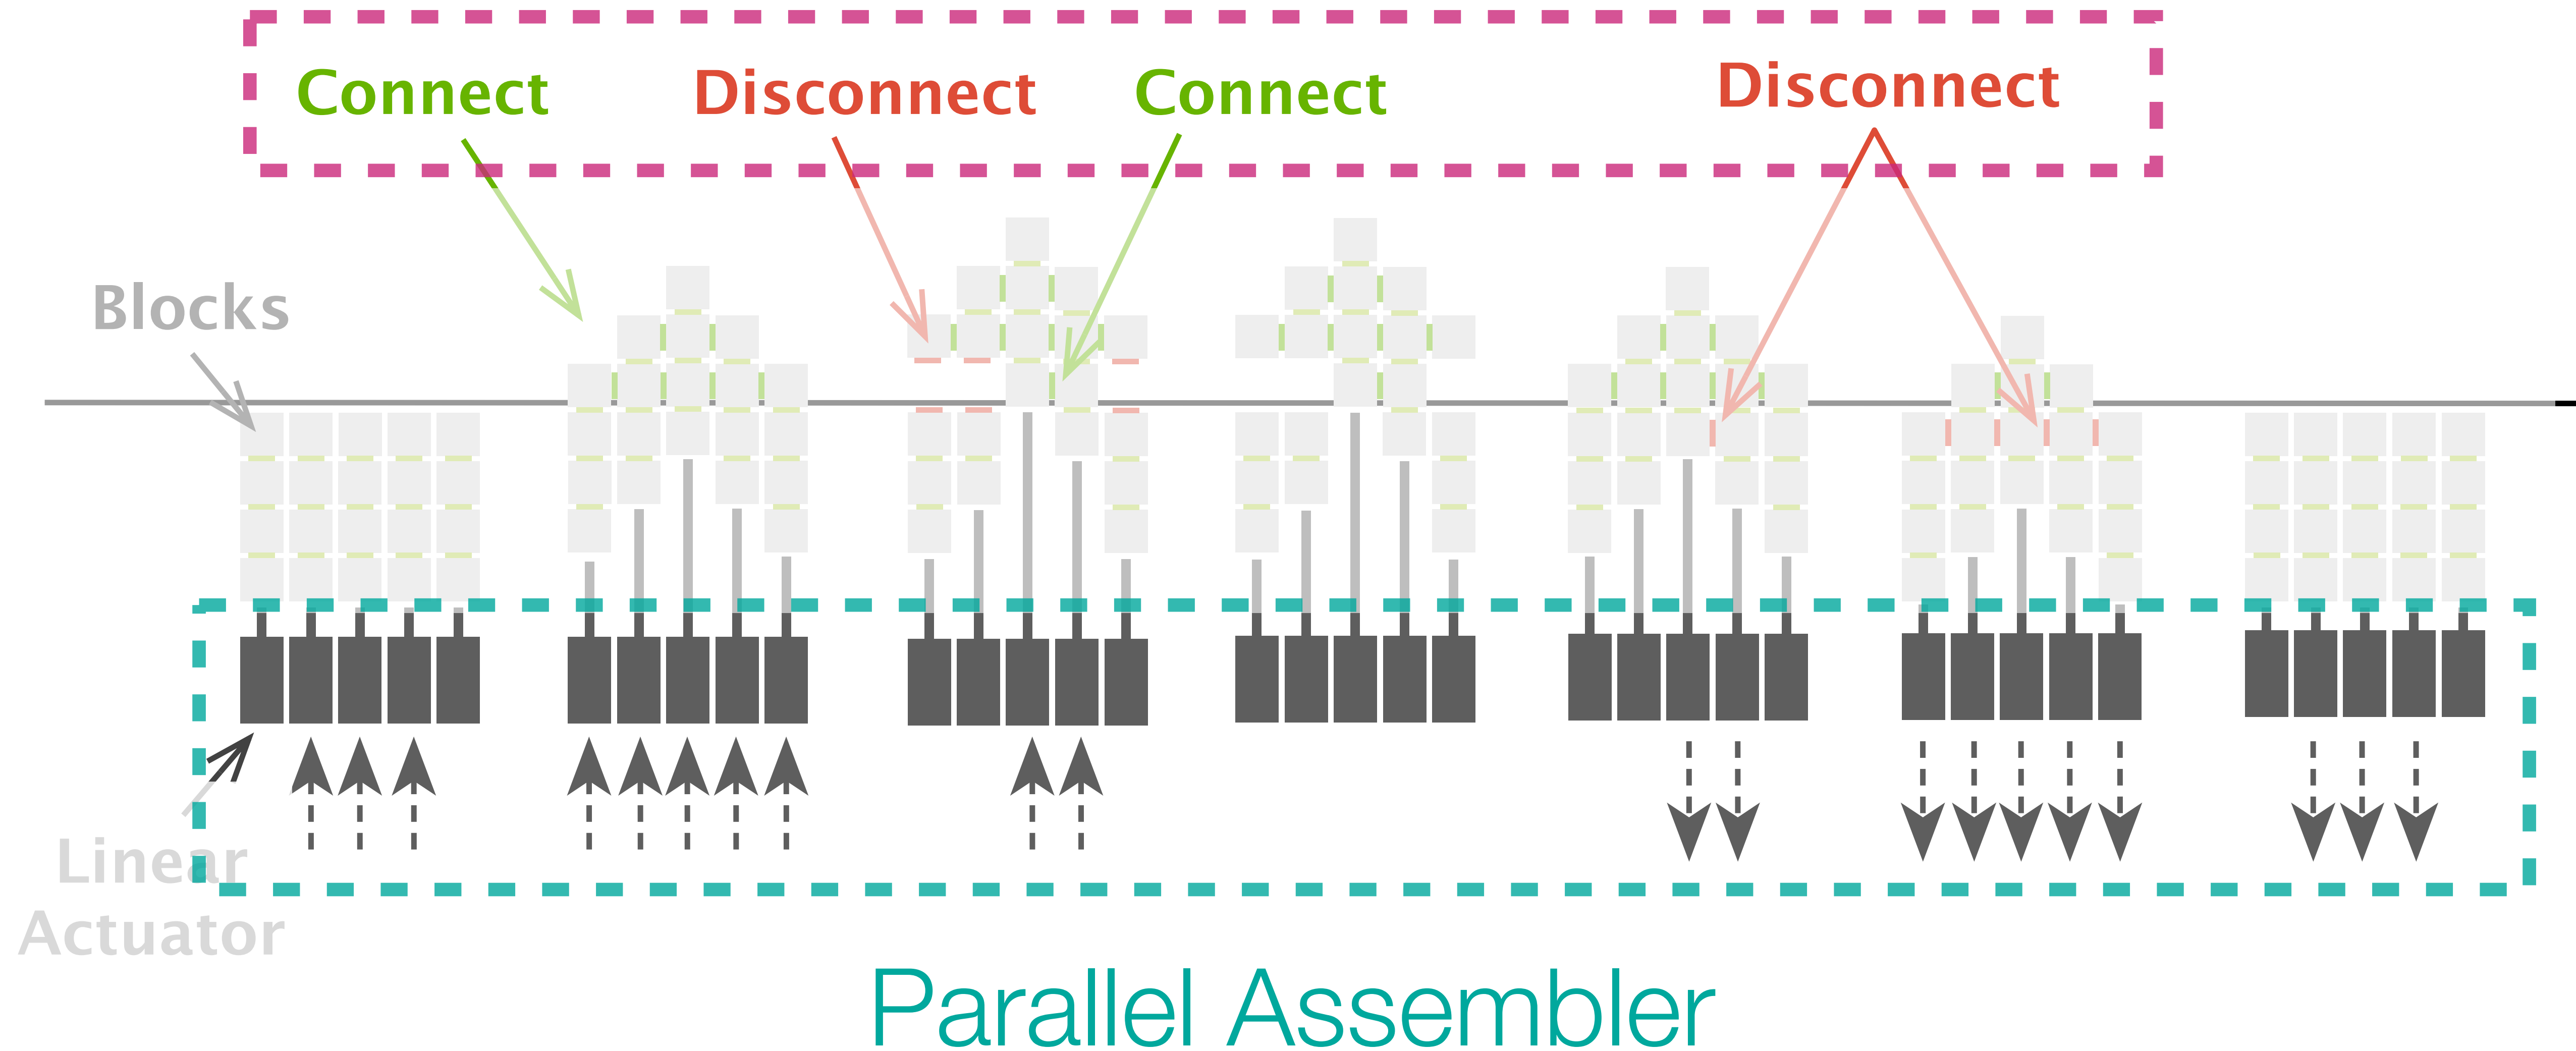 Connect
Disconnect
Connect
Disconnect
Blocks
Linear
Actuator
Parallel Assembler